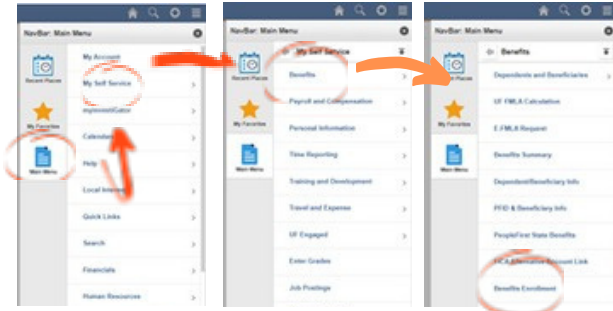 NavBar: Main Menu
Recent Places
My Favorites
Main Menu
My Account
My Self Service
Calendar
Help
Local
Quick Links
Search
Financials
Human Resources
NavBar: Main Menu
Recent Places
My Favorites
Main Menu
My Self Service
Benefits
Payroll and Compensation
Personal Information
Time Reporting
Training and Development
Travel and Expense
UF Engaged
Enter Grades
Job Postings
NavBar: Main Menu
Recent Places
My Favorites
Main Menu
Benefits
Dependents and Beneficiaries
UF FMLA Calculation
E.FMLA Request
Benefits Summary
Dependent/Beneficiary Info
PFID & Beneficiary Info
PeopleFirst State Benefits
FICA Alternative Account Link
Benefits Enrollment